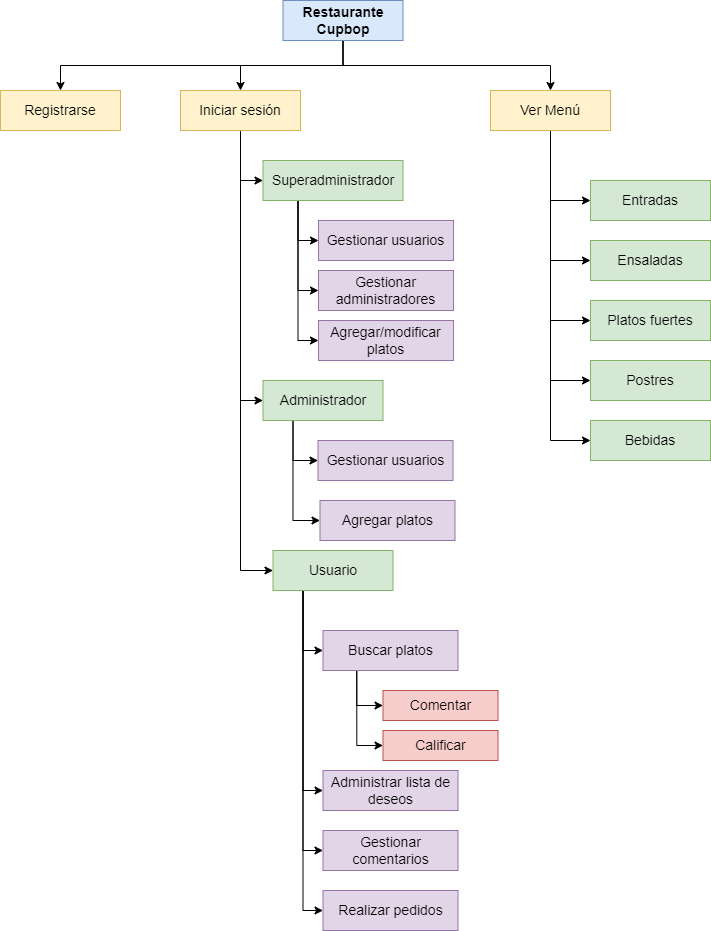 Restaurante
Cupbop
Registrarse
Iniciar sesión
Ver Menú
Superadministrador
Gestionar usuarios
Gestionar
administradores
Agregar/modificar
platos
Administrador
Gestionar usuarios
Agregar platos
Usuario
Buscar platos
Comentar
Calificar
Administrar lista de
deseos
Gestionar
comentarios
Realizar pedidos
Entradas
Ensaladas
Platos fuertes
Postres
Bebidas